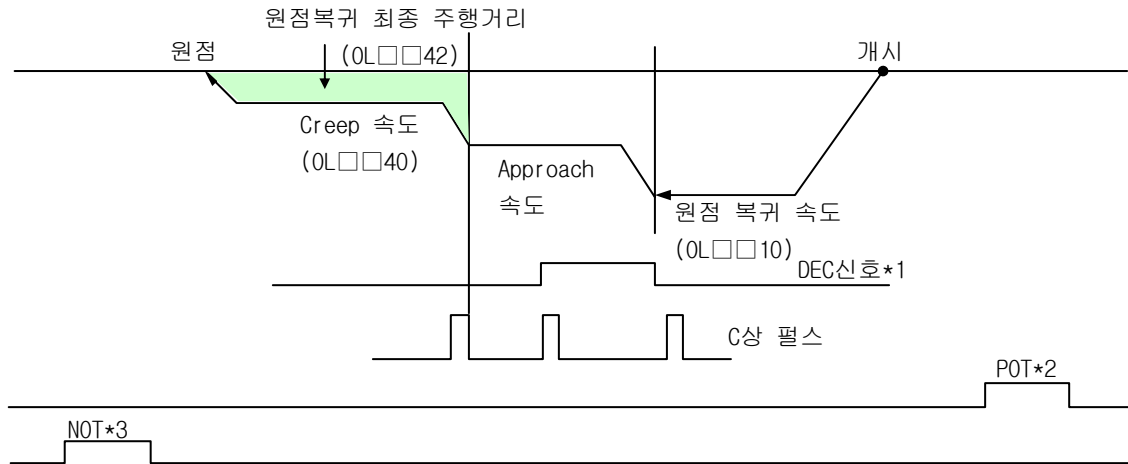 원점복귀 최종 주행거리
(OL□□42)
원점
개시
Creep 속도
(OL□□40)
Approach
속도
원점 복귀 속도
(OL□□10)
DEC신호*1
C상 펄스
POT*2
NOT*3